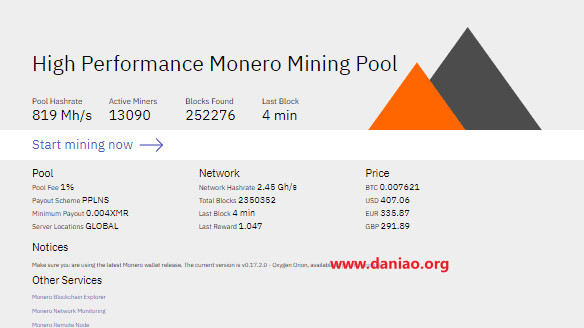 High Performance Monero Mining Pool
Pool Hashrate Active Miners Blocks Found Last Block
819 Mh/s 13090 252276 4 min
Start mining now
Pool Network Price
Pool Fee 1% Network Hashrate 2.45 Gh/s BTC 0.007621
Payout Scheme PPLNS Total Blocks 2350352 USD 407.06
Minimum Payout 0.004XMR Last Block 4 min EUR 335.87
Server Locations GLOBAL Last Reward 1.047 GBP 291.89
Notices
Make sure you are using the latest Monero wallet release. The current version is v0.17.2.0 - Oxygen Orion,
www.daniao.org
Other Services
Monero Blockchain Explorer
Monero Network Monitoring
Monero Remote Node